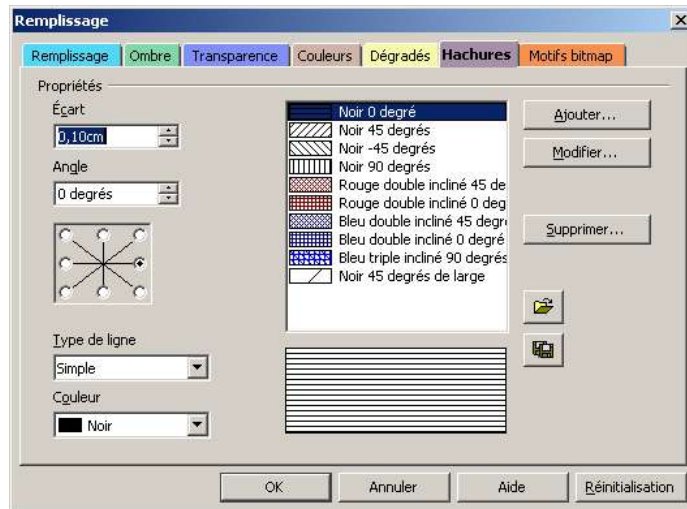 Remplissage
Remplissage Ombre Transparence Couleurs Dégradés Hachures Motifs bitmap
Propriétés
Écart
0,10cm
Angle
0 degrés
Type de ligne
Simple
Couleur
Noir
Noir 0 degré
Noir 45 degrés
Noir -45 degrés
Noir 90 degrés
Rouge double incliné 45 de
Rouge double incliné 0 deg
Bleu double incliné 45 degr
Bleu double incliné 0 degré
Bleu triple incliné 90 degrés
Noir 45 degrés de large
Ajouter...
Modifier...
Supprimer...
OK Annuler Aide Réinitialisation